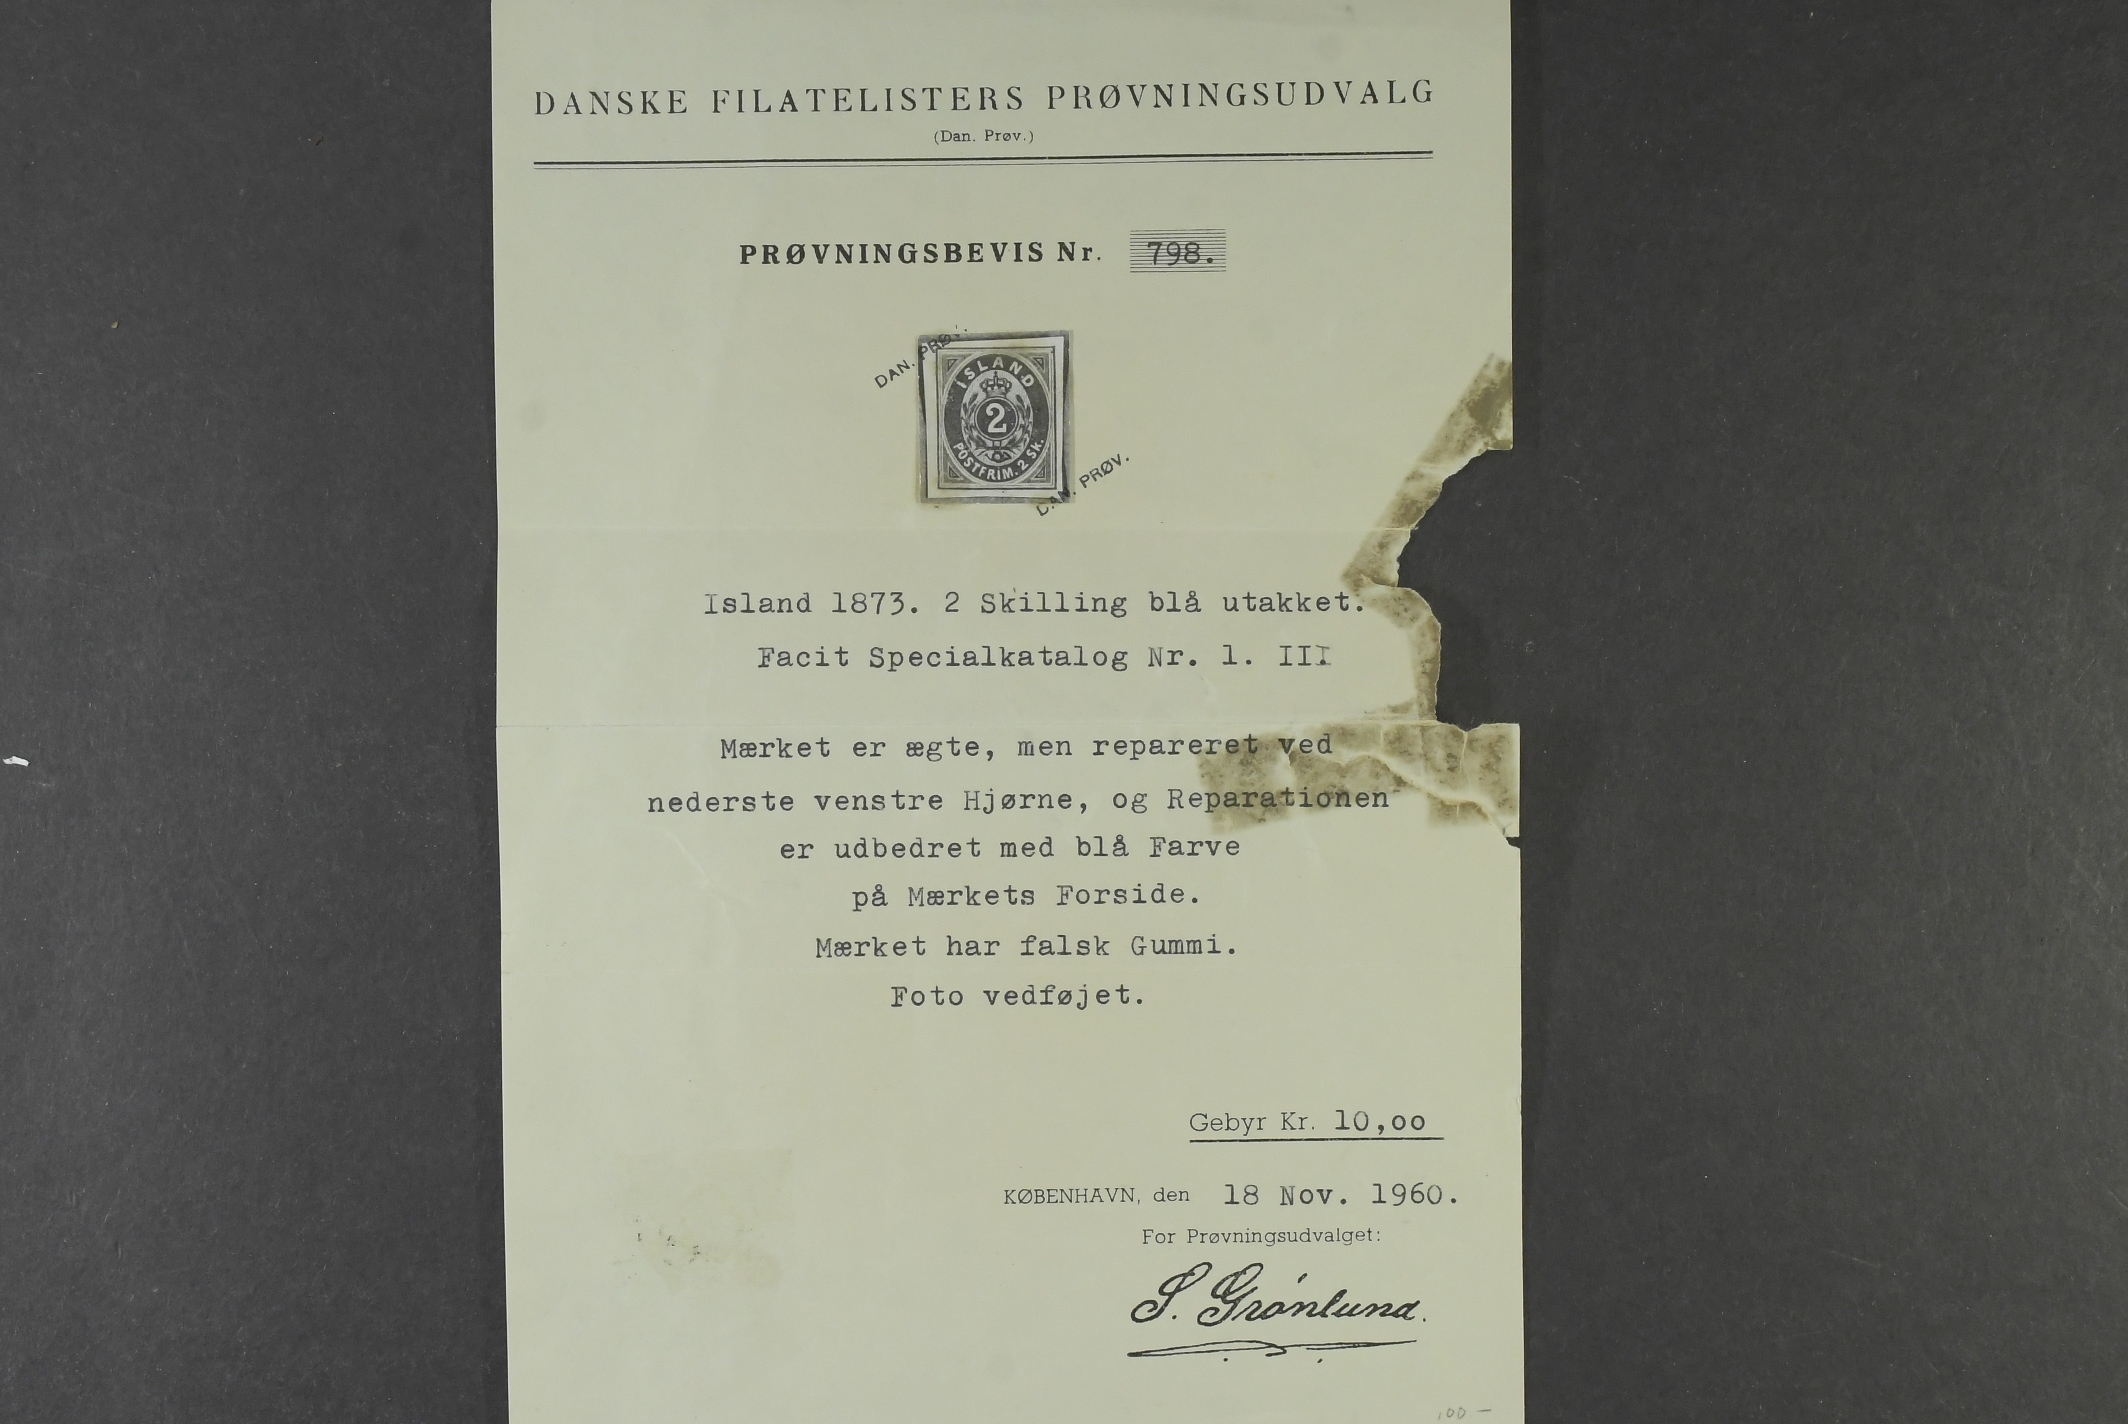 DANSKE FILATELISTERS PRØVNINGSUDVALG
(Dan. Prøv.)
PRØVNINGSBEVIS Nr. 798.
DAN. PRØV.
ISLAND
2
POSTFRIM. 2 SK.
DAN. PRØV.
Island 1873. 2 Skilling blå utakket.
Facit Specialkatalog Nr. 1. III
Mærket er ægte, men repareret ved
nederste venstre Hjørne, og Reparationen
er udbedret med blå Farve
på Mærkets Forside.
Mærket har falsk Gummi.
Foto vedføjet.
Gebyr Kr. 10,00
KØBENHAVN, den 18 Nov. 1960.
For Prøvningsudvalget:
S. Grønlund.